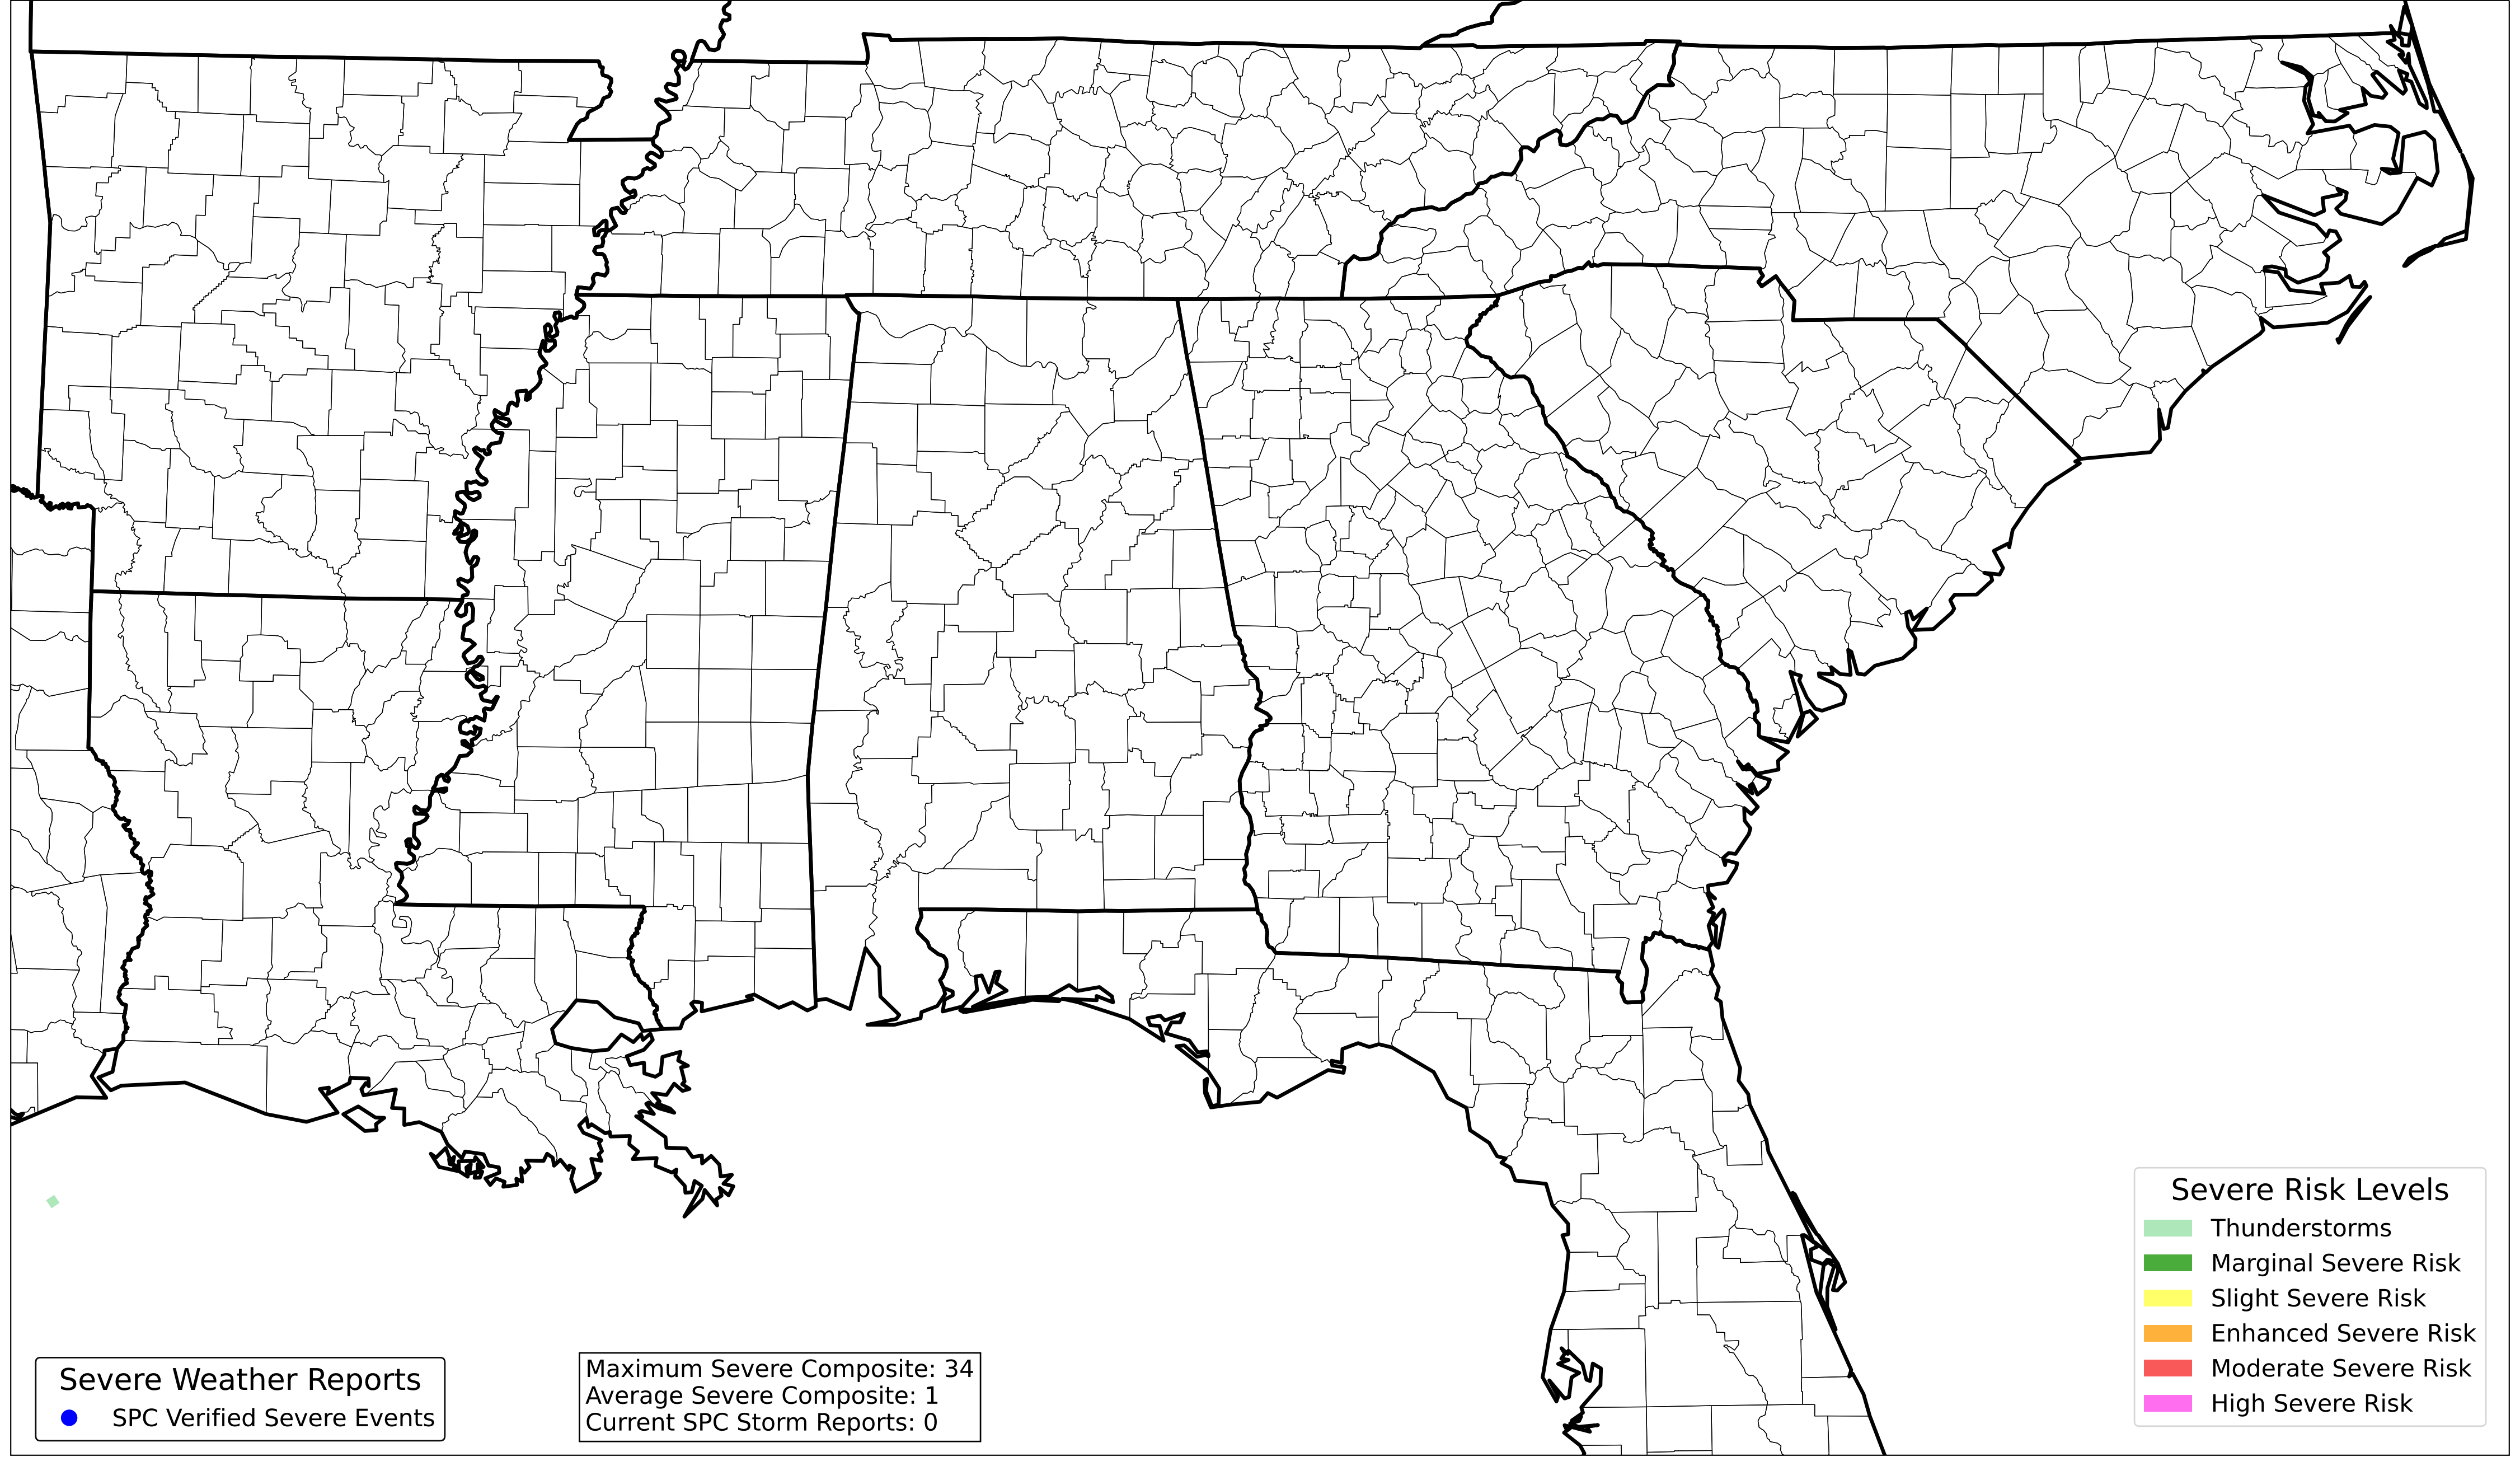 Severe Risk Levels
Thunderstorms
Marginal Severe Risk
Slight Severe Risk
Enhanced Severe Risk
Moderate Severe Risk
High Severe Risk
Severe Weather Reports
SPC Verified Severe Events
Maximum Severe Composite: 34
Average Severe Composite: 1
Current SPC Storm Reports: 0